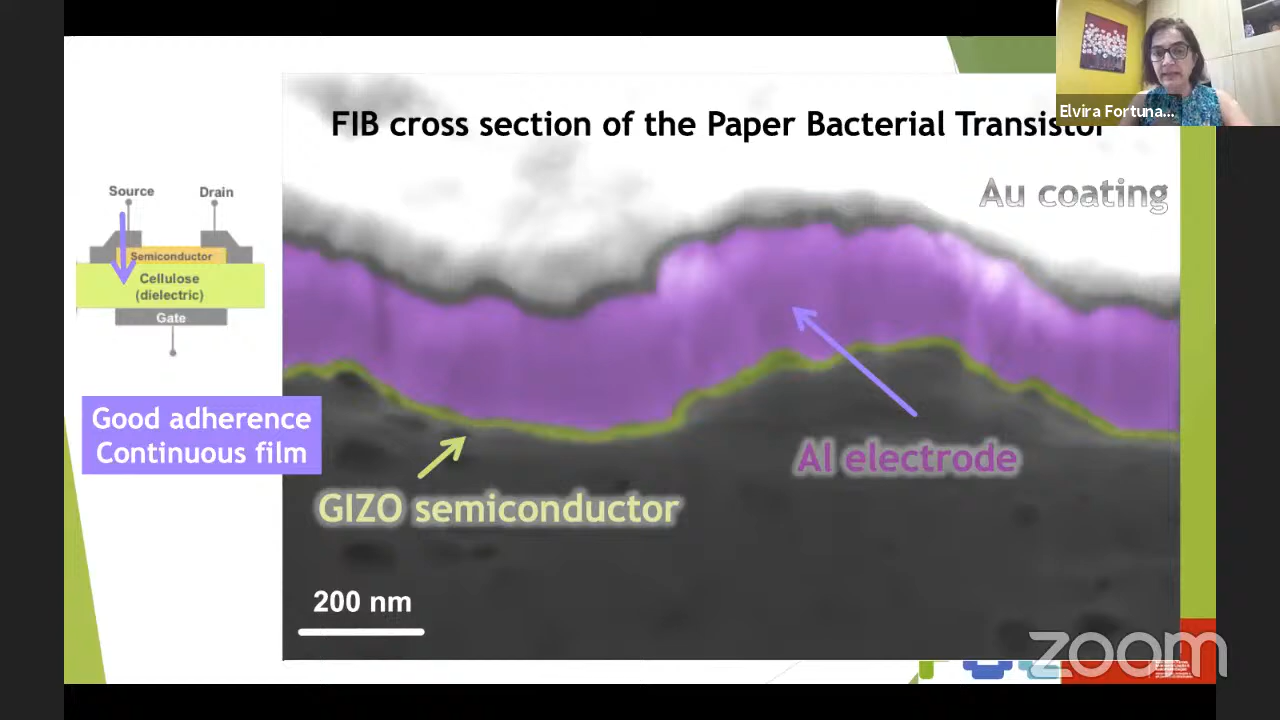 FIB cross section of the Paper Bacterial Transistor
Elvira Fortuna...
Au coating
Source
Drain
Semiconductor
Cellulose
(dielectric)
Gate
Good adherence
Continuous film
Al electrode
GIZO semiconductor
200 nm
zoom